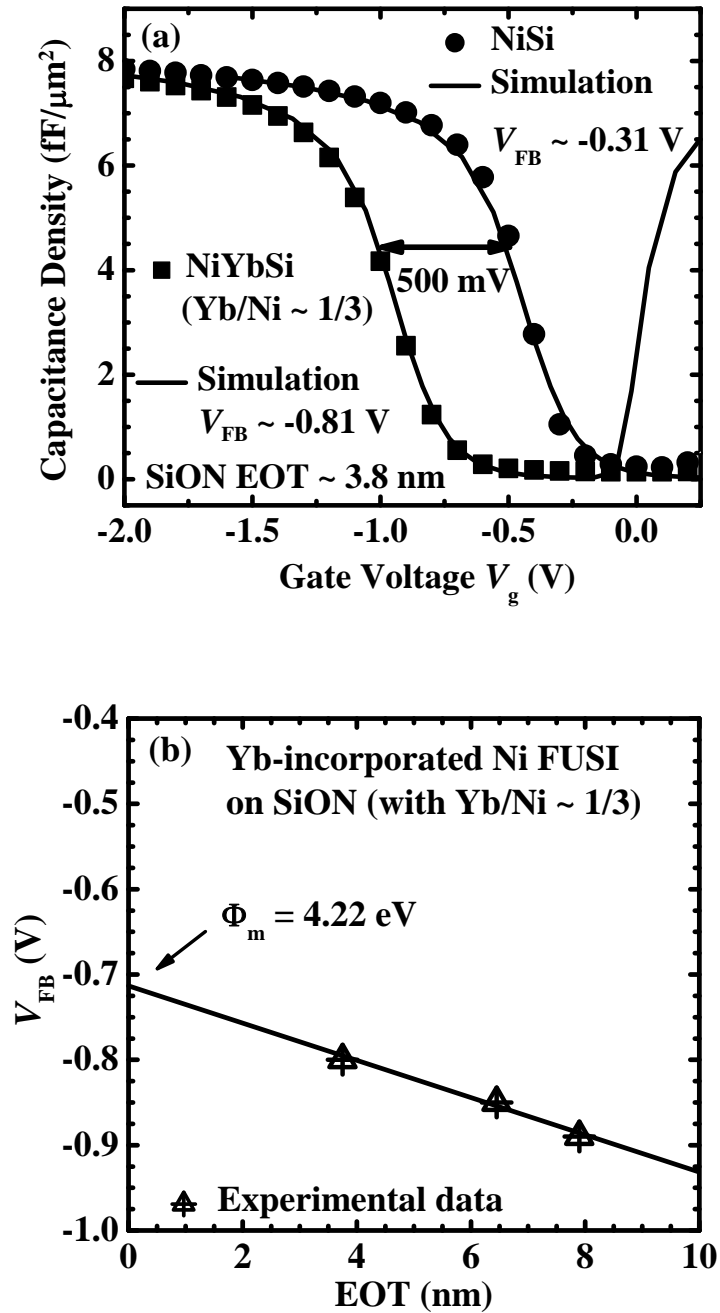 (a)
NiSi
Simulation
V_FB ~ -0.31 V
500 mV
NiYbSi
(Yb/Ni ~ 1/3)
Simulation
V_FB ~ -0.81 V
SiON EOT ~ 3.8 nm
Capacitance Density (fF/μm²)
8
6
4
2
0
-2.0 -1.5 -1.0 -0.5 0.0
Gate Voltage V_g (V)
(b)
Yb-incorporated Ni FUSI
on SiON (with Yb/Ni ~ 1/3)
Φ_m = 4.22 eV
Experimental data
V_FB (V)
-0.4
-0.5
-0.6
-0.7
-0.8
-0.9
-1.0
0 2 4 6 8 10
EOT (nm)